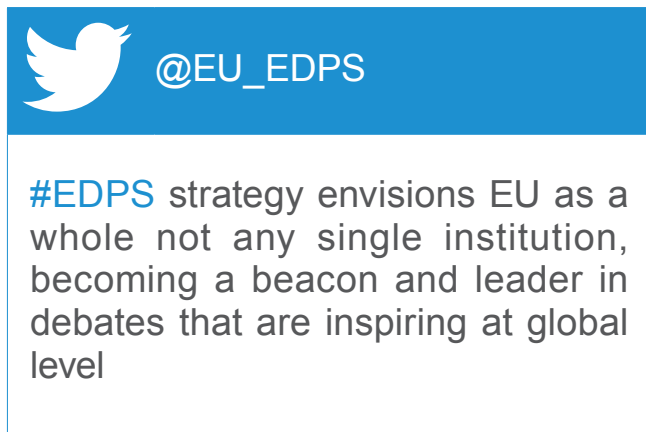 @EU_EDPS
#EDPS strategy envisions EU as a
whole not any single institution,
becoming a beacon and leader in
debates that are inspiring at global
level